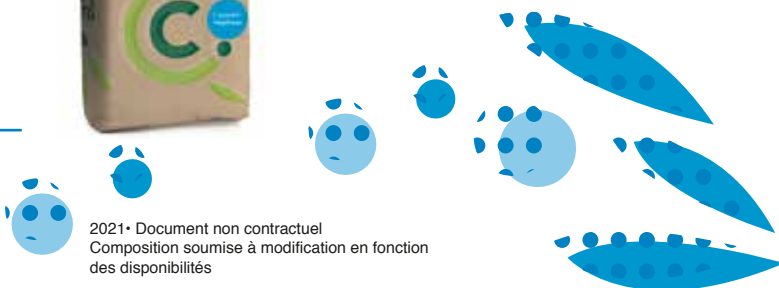 C.
2021• Document non contractuel
Composition soumise à modification en fonction
des disponibilités